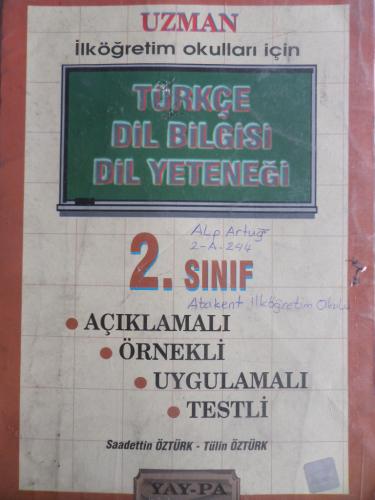 UZMAN
İlköğretim okulları için
TÜRKÇE
DİL BİLGİSİ
DİL YETENEĞİ
ALp Artuğ
2-A-244
2. SINIF
Atakent İlköğretim Okulu
• AÇIKLAMALI
• ÖRNEKLİ
• UYGULAMALI
• TESTLİ
Saadettin ÖZTÜRK - Tülin ÖZTÜRK
YAY-PA